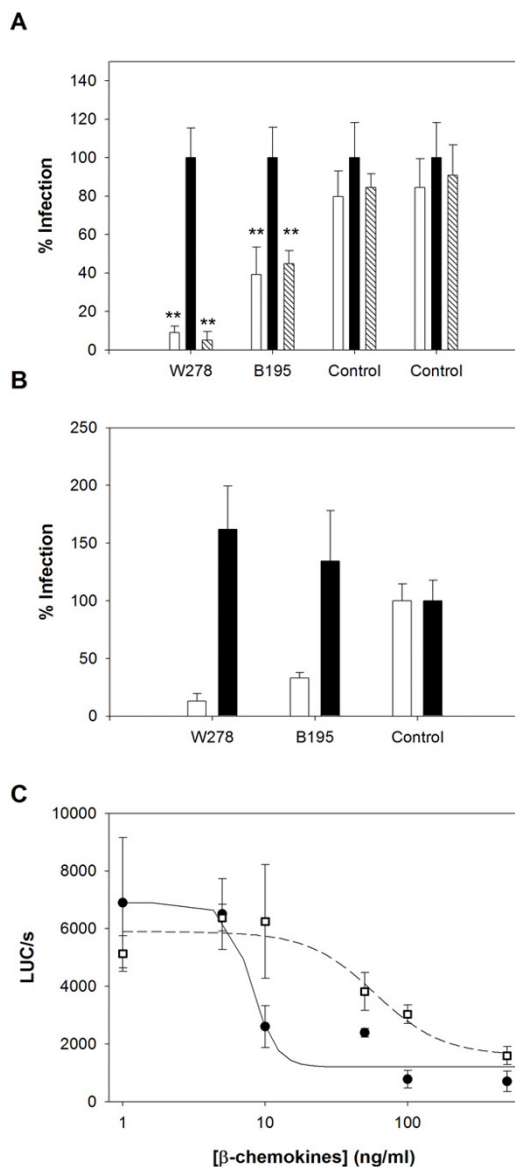 A
140
120
100
80
60
40
20
0
% Infection
** ** ** **
W278 B195 Control Control
B
250
200
150
100
50
0
% Infection
W278 B195 Control
C
10000
8000
6000
4000
2000
0
LUC/s
1 10 100
[β-chemokines] (ng/ml)